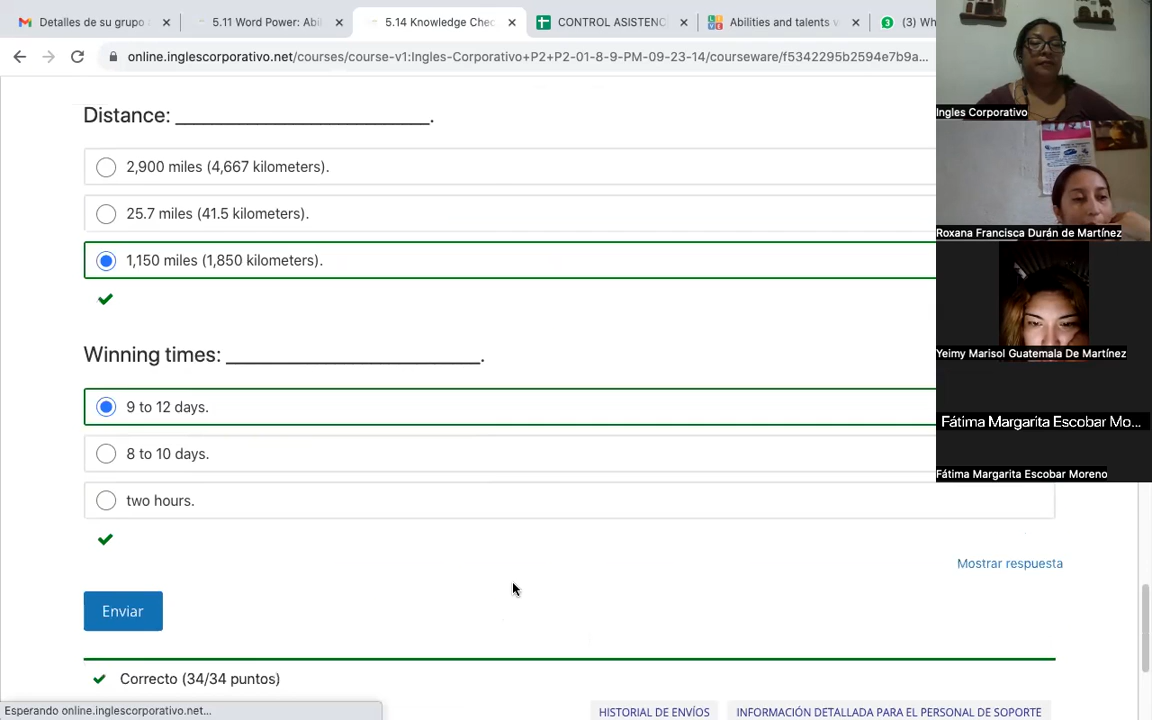 Detalles de su grupo
5.11 Word Power: Abi
5.14 Knowledge Chec
CONTROL ASISTENC
Abilities and talents v
(3) Wh
online.inglescorporativo.net/courses/course-v1:Ingles-Corporativo+P2+P2-01-8-9-PM-09-23-14/courseware/f5342295b2594e7b9a...
Distance: ____________________________.
2,900 miles (4,667 kilometers).
25.7 miles (41.5 kilometers).
1,150 miles (1,850 kilometers).
Winning times: ____________________________.
9 to 12 days.
8 to 10 days.
two hours.
Mostrar respuesta
Enviar
Correcto (34/34 puntos)
HISTORIAL DE ENVÍOS
INFORMACIÓN DETALLADA PARA EL PERSONAL DE SOPORTE
Esperando online.inglescorporativo.net...
Ingles Corporativo
Roxana Francisca Durán de Martínez
Yeimy Marisol Guatemala De Martínez
Fátima Margarita Escobar Mo...
Fátima Margarita Escobar Moreno